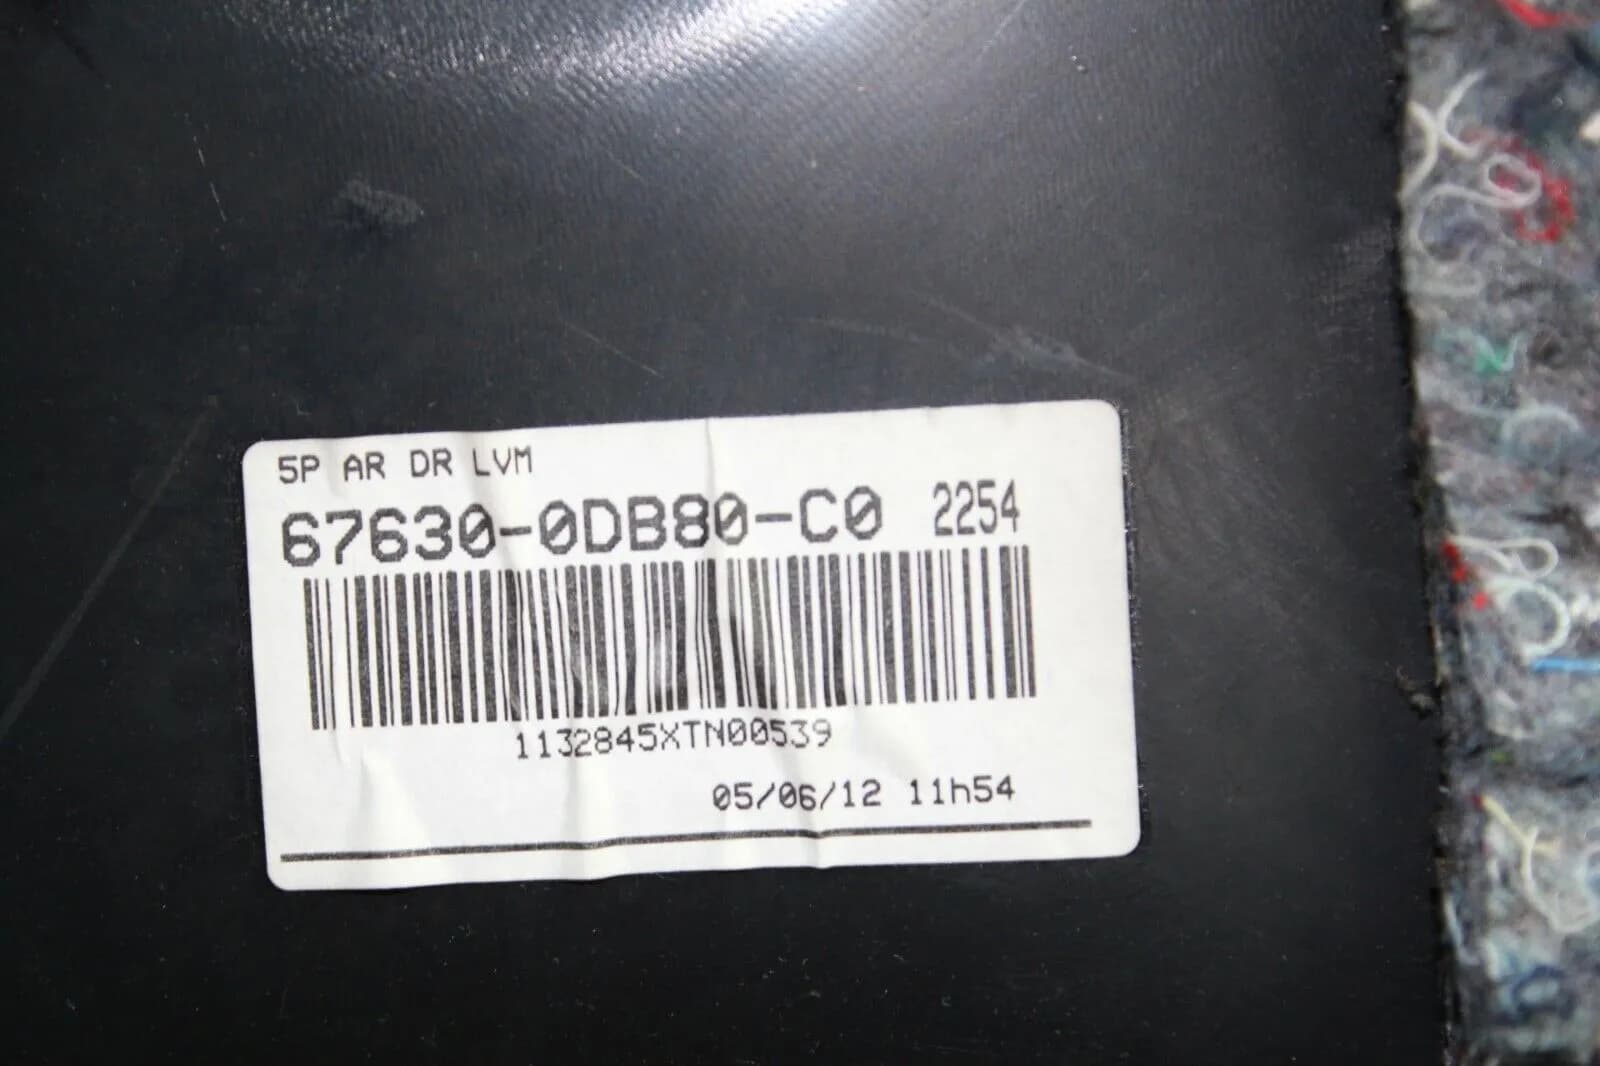 5P AR DR LVM
67630-0DB80-C0 2254
1132845XTN00539
05/06/12 11h54